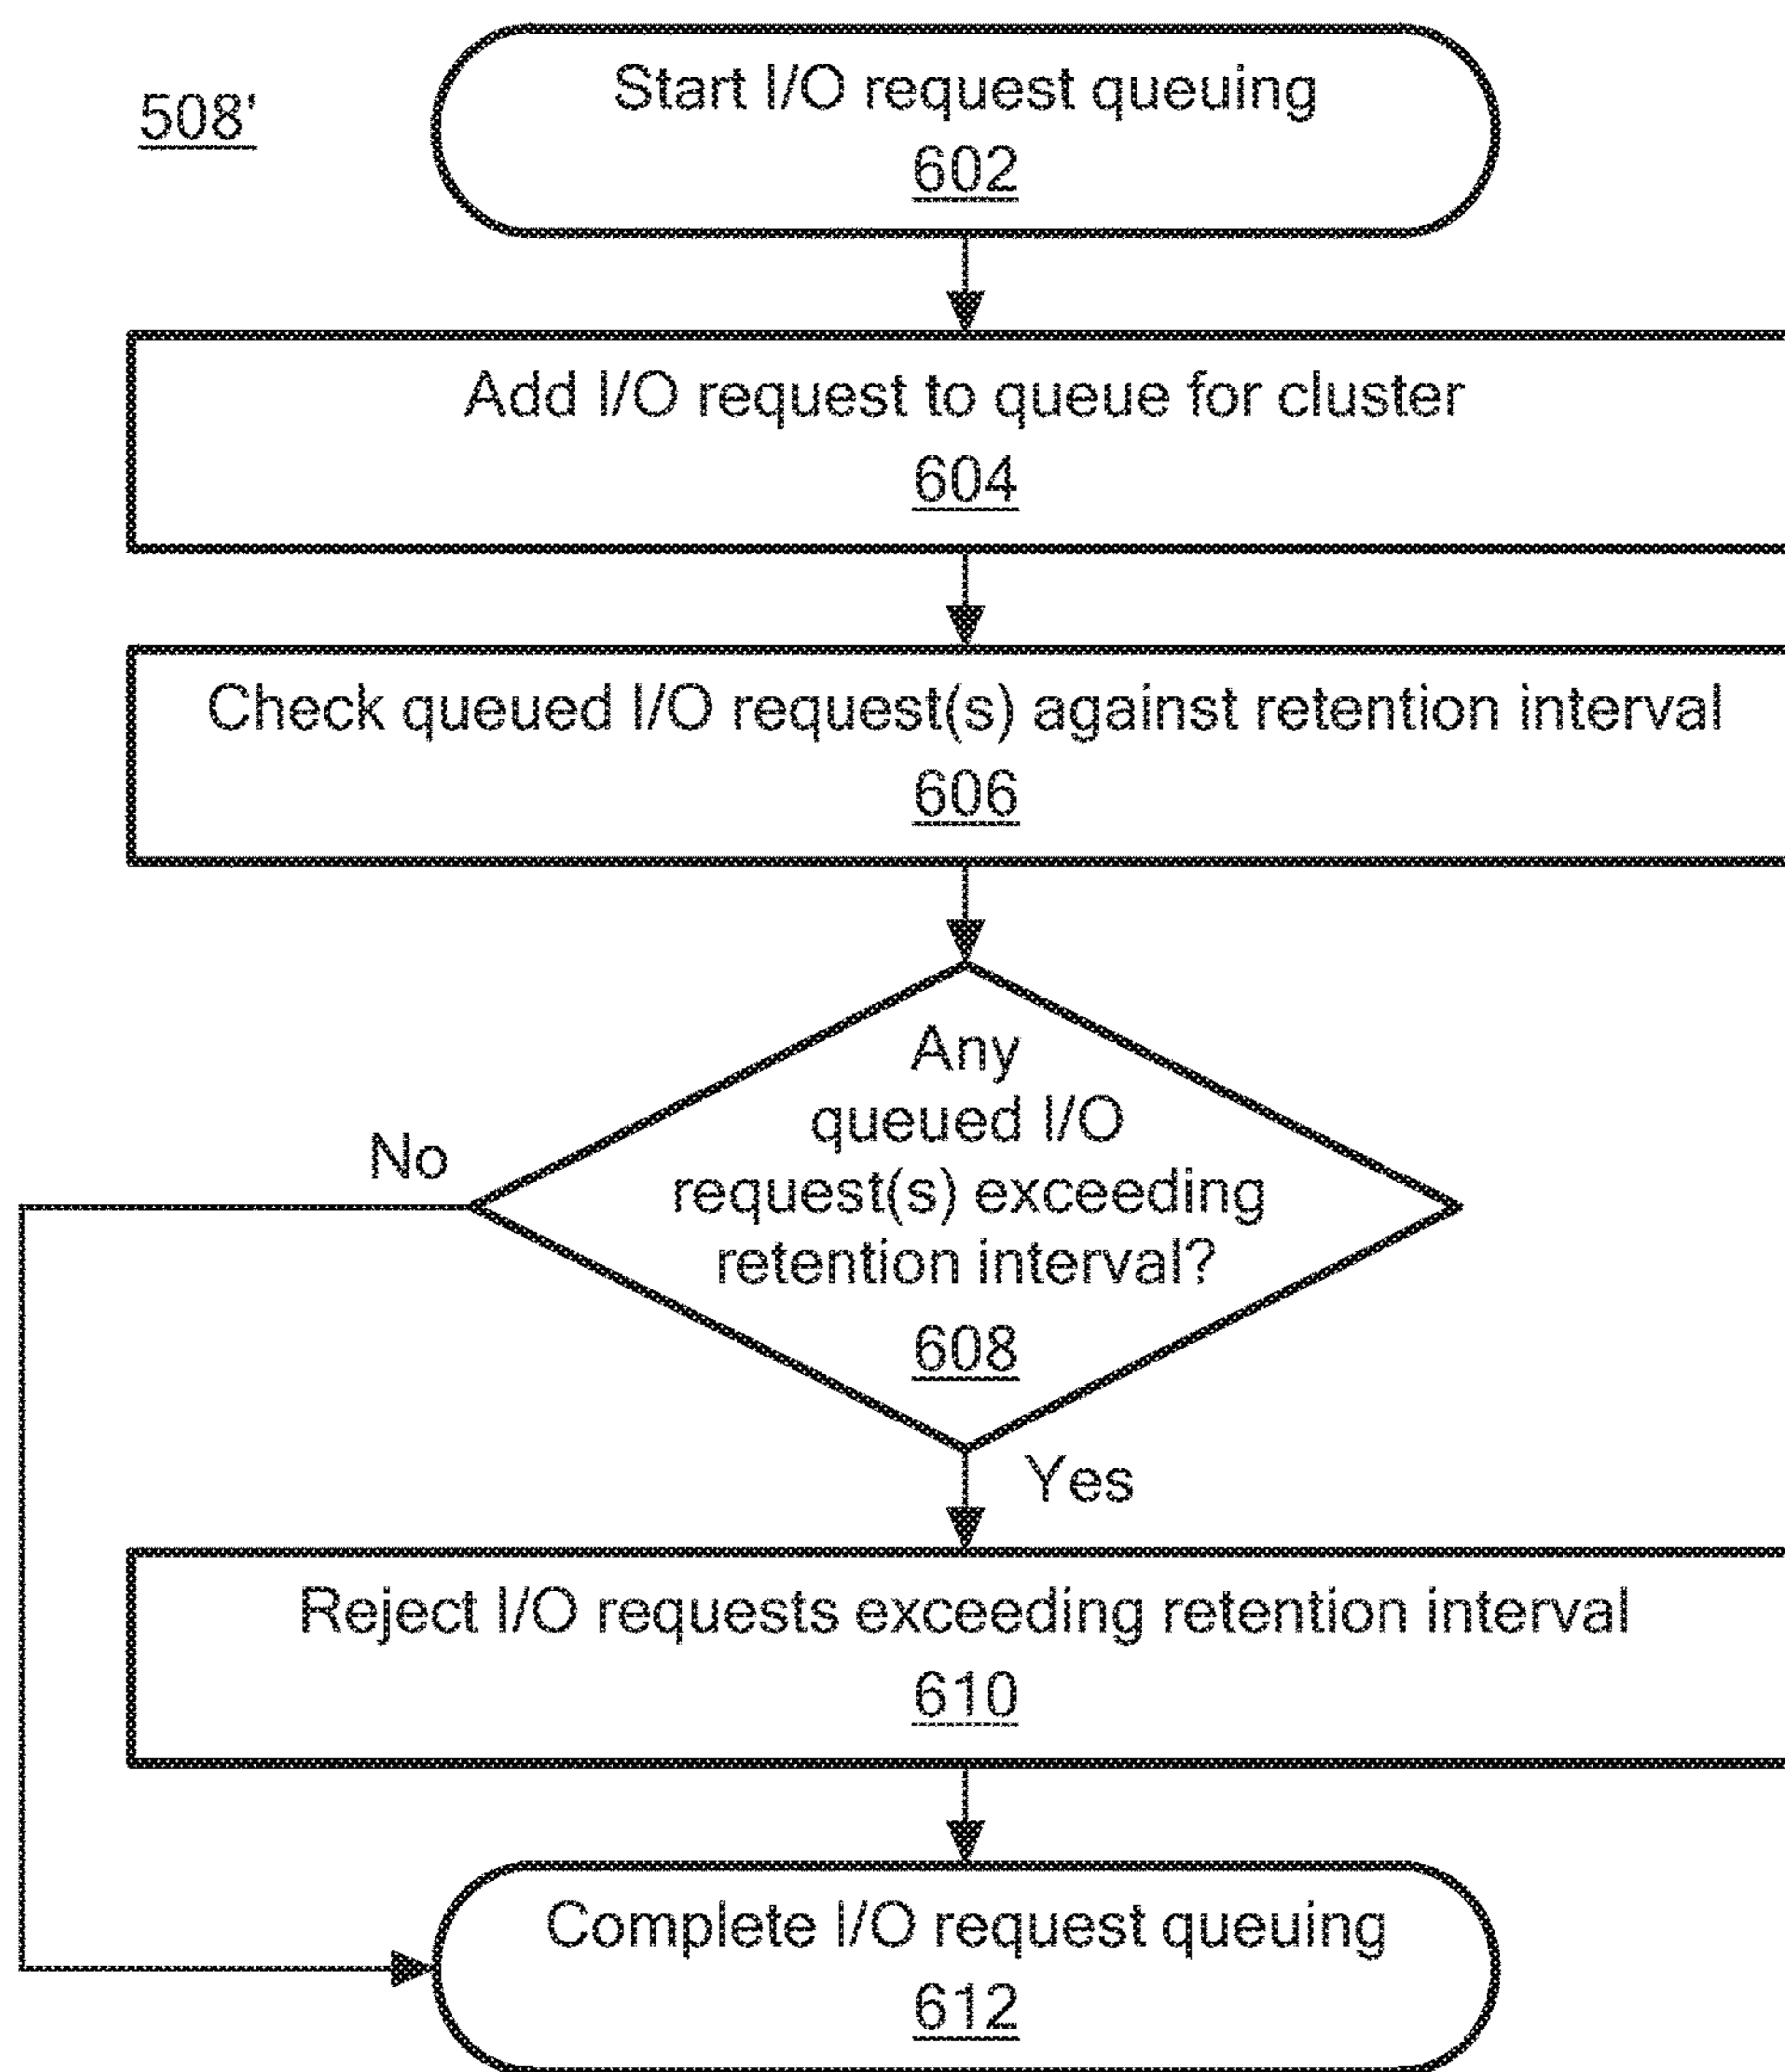 508'
Start I/O request queuing
602
Add I/O request to queue for cluster
604
Check queued I/O request(s) against retention interval
606
Any
queued I/O
request(s) exceeding
retention interval?
608
No
Yes
Reject I/O requests exceeding retention interval
610
Complete I/O request queuing
612